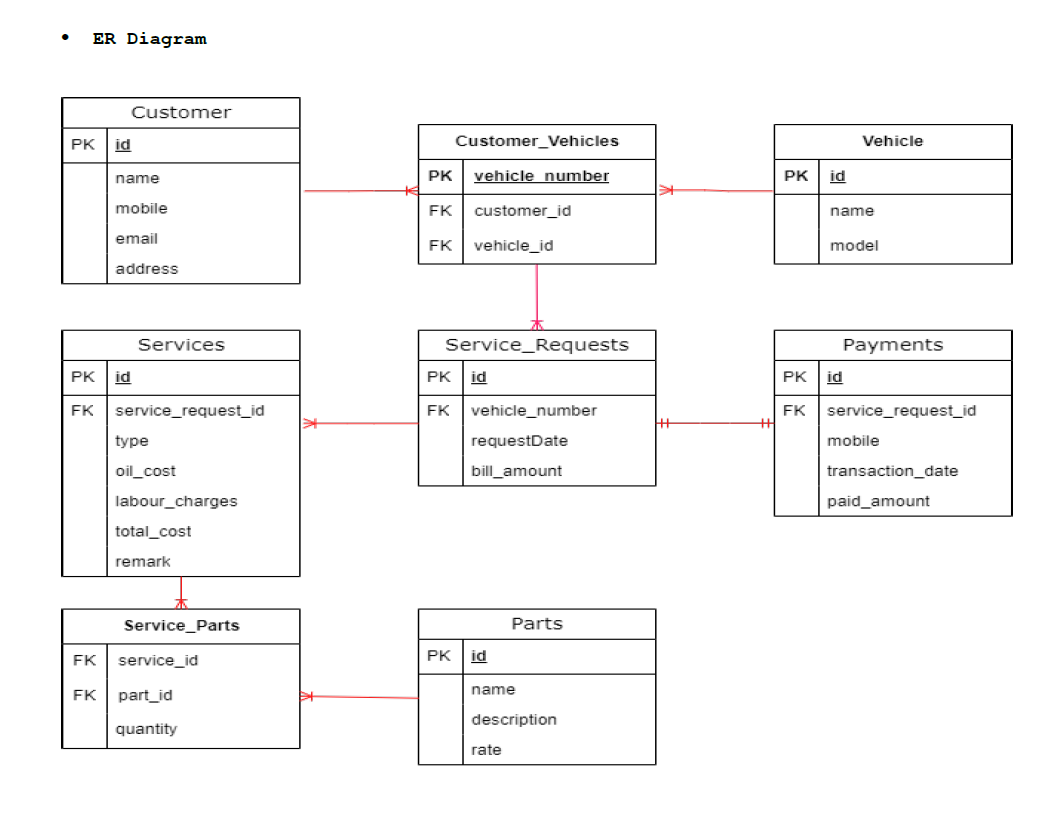 • ER Diagram
Customer
PK id
name
mobile
email
address
Customer_Vehicles
PK vehicle_number
FK customer_id
FK vehicle_id
Vehicle
PK id
name
model
Services
PK id
FK service_request_id
type
oil_cost
labour_charges
total_cost
remark
Service_Requests
PK id
FK vehicle_number
requestDate
bill_amount
Payments
PK id
FK service_request_id
mobile
transaction_date
paid_amount
Service_Parts
FK service_id
FK part_id
quantity
Parts
PK id
name
description
rate